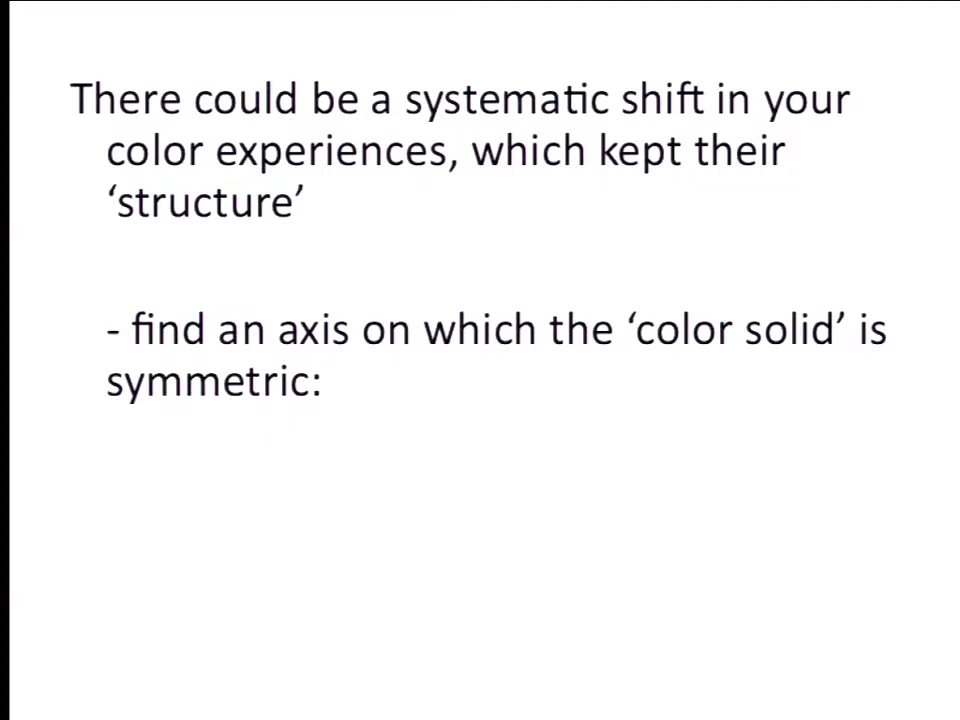 There could be a systematic shift in your
color experiences, which kept their
‘structure’
- find an axis on which the ‘color solid’ is
symmetric: